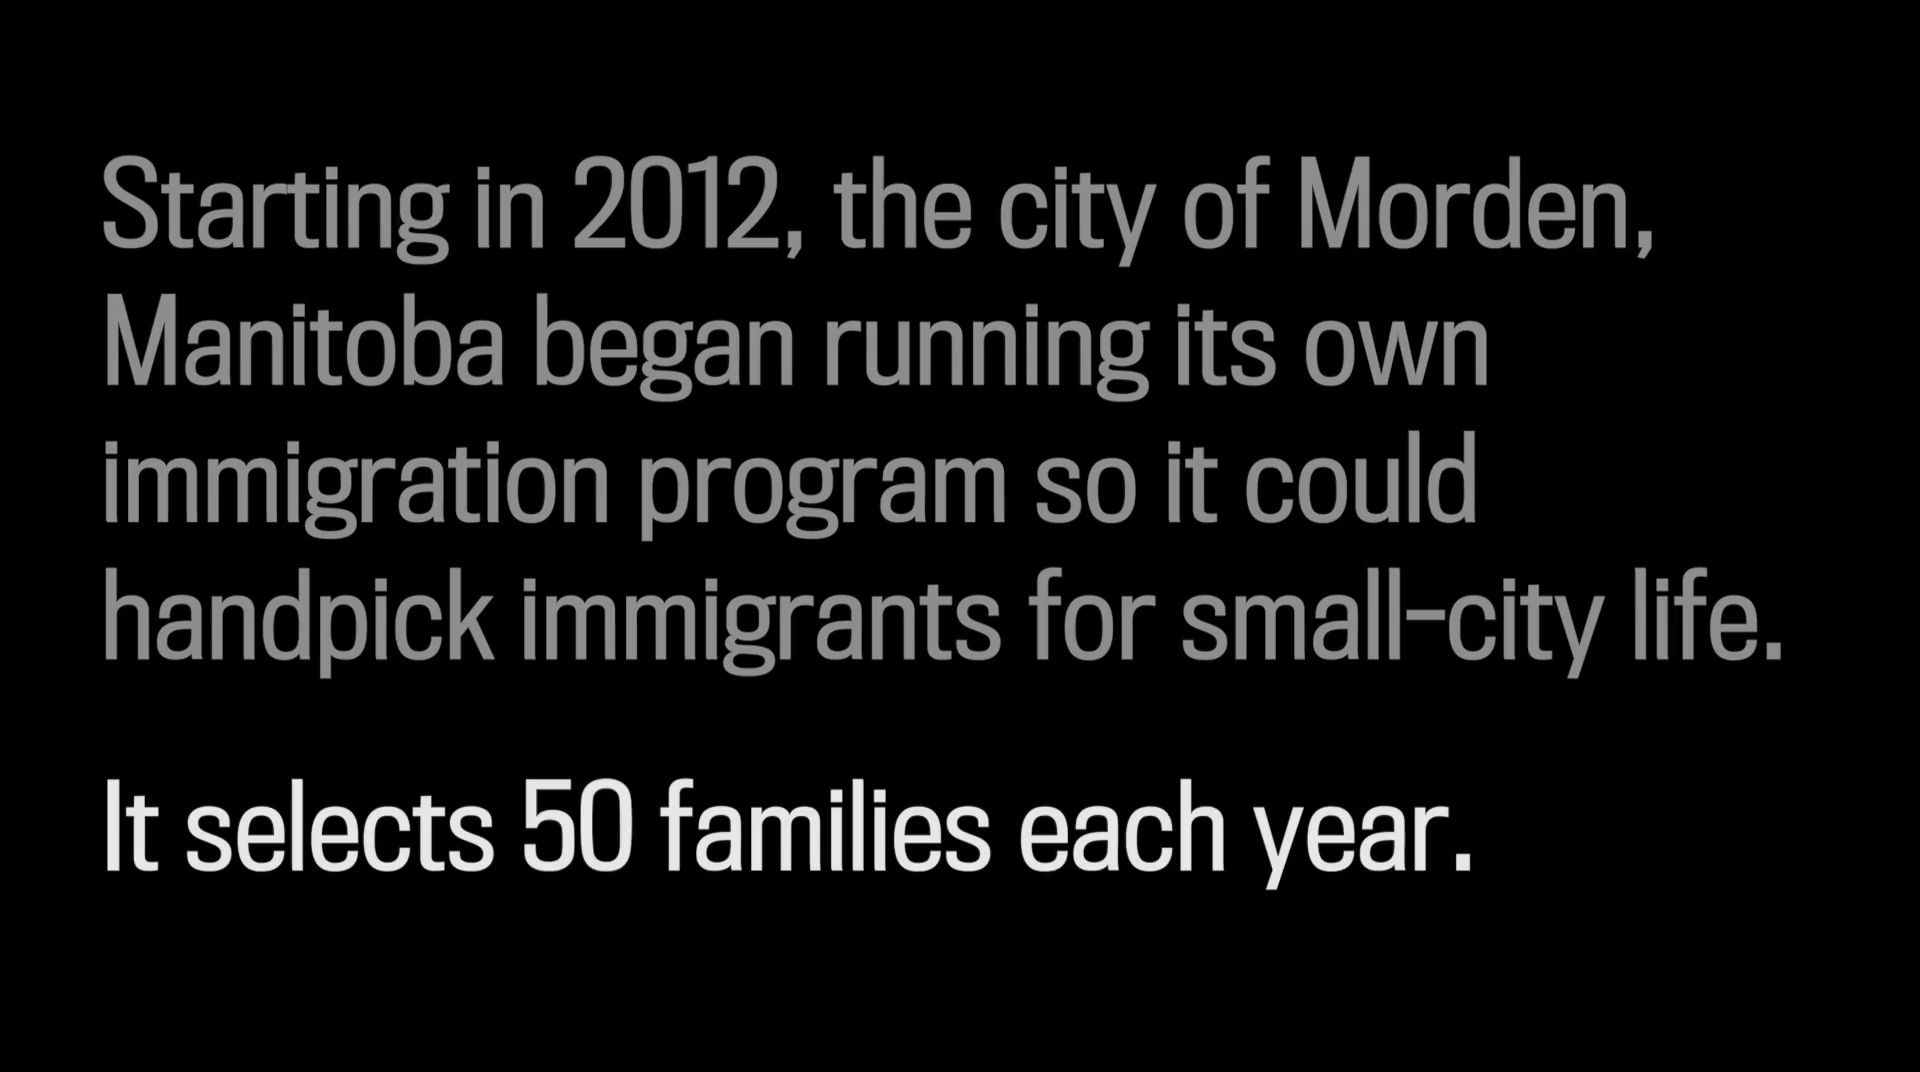 Starting in 2012, the city of Morden,
Manitoba began running its own
immigration program so it could
handpick immigrants for small-city life.
It selects 50 families each year.